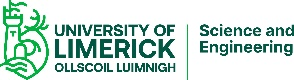 UNIVERSITY OF
LIMERICK
OLLSCOIL LUIMNIGH
Science and
Engineering